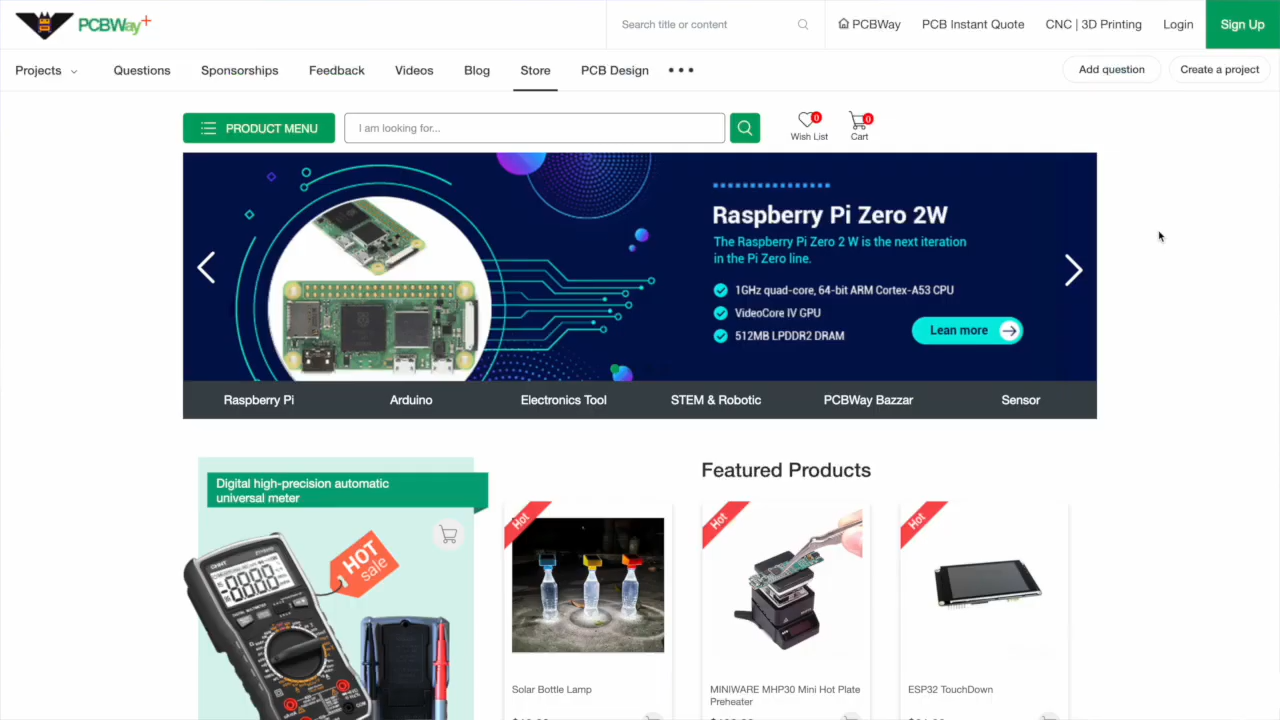 PCBWay+
Search title or content
PCBWay
PCB Instant Quote
CNC | 3D Printing
Login
Sign Up
Projects
Questions
Sponsorships
Feedback
Videos
Blog
Store
PCB Design
Add question
Create a project
PRODUCT MENU
I am looking for...
0
Wish List
0
Cart
Raspberry Pi Zero 2W
The Raspberry Pi Zero 2 W is the next iteration
in the Pi Zero line.
1GHz quad-core, 64-bit ARM Cortex-A53 CPU
VideoCore IV GPU
512MB LPDDR2 DRAM
Lean more
Raspberry Pi
Arduino
Electronics Tool
STEM & Robotic
PCBWay Bazzar
Sensor
Digital high-precision automatic
universal meter
HOT
sale
Featured Products
Hot
Hot
Hot
Solar Bottle Lamp
MINIWARE MHP30 Mini Hot Plate
Preheater
ESP32 TouchDown